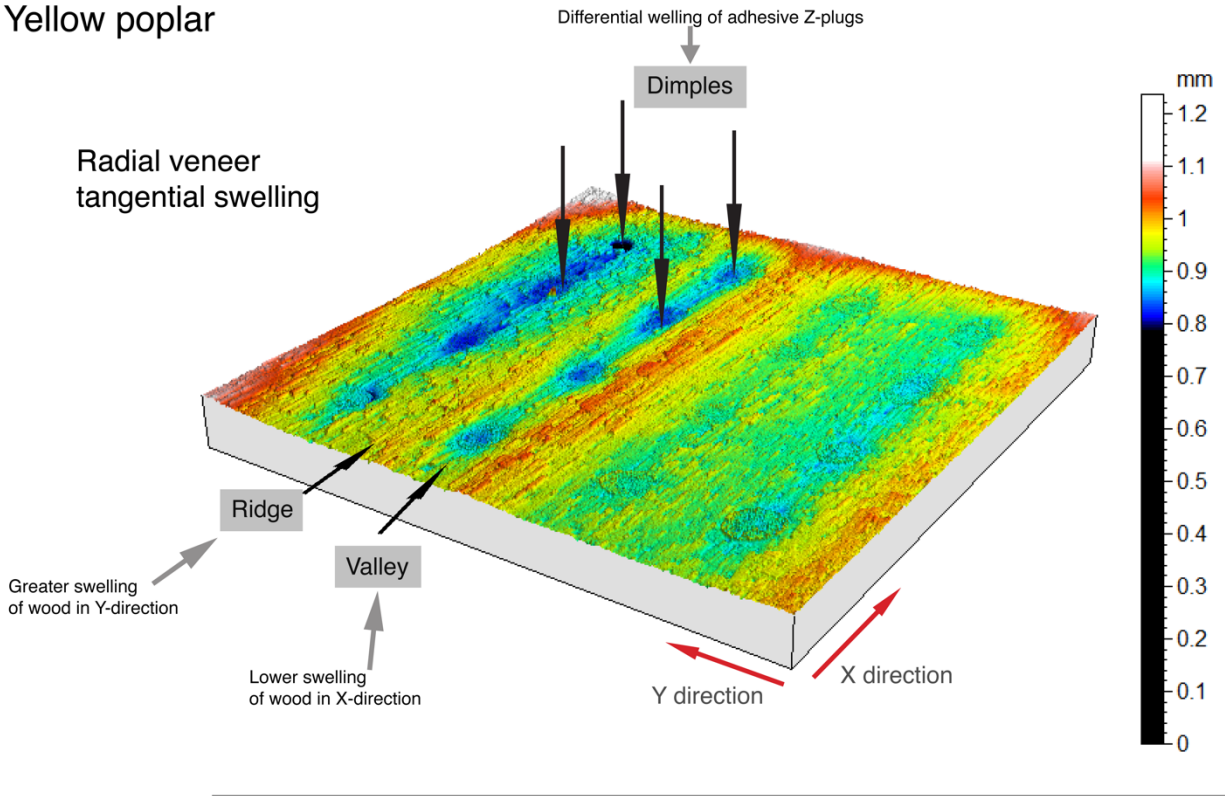 Yellow poplar
Differential welling of adhesive Z-plugs
Dimples
Radial veneer
tangential swelling
mm
1.2
1.1
1
0.9
0.8
0.7
0.6
0.5
0.4
0.3
0.2
0.1
0
Ridge
Valley
Greater swelling
of wood in Y-direction
Lower swelling
of wood in X-direction
Y direction
X direction